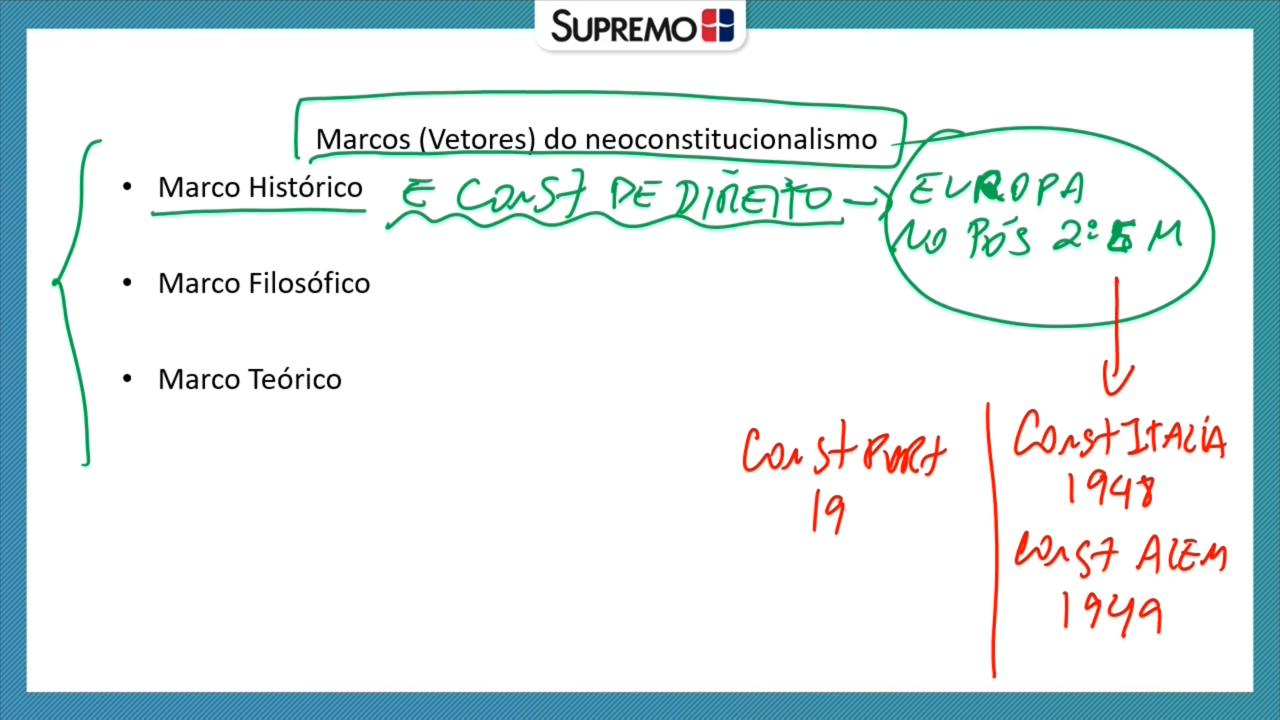 SUPREMO
Marcos (Vetores) do neoconstitucionalismo
• Marco Histórico E CONST DE DIREITO → EUROPA
NO PÓS 2ª G M
• Marco Filosófico
• Marco Teórico
CONST PORT
19
CONST ITALIA
1948
CONST ALEM
1949